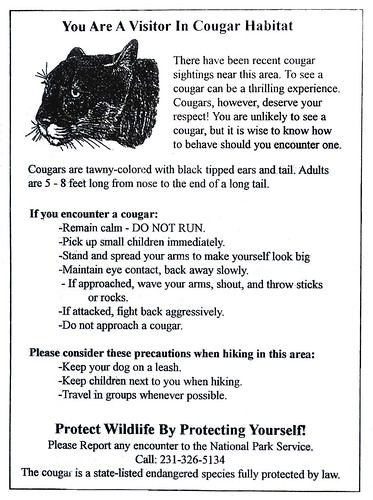 You Are A Visitor In Cougar Habitat
There have been recent cougar
sightings near this area. To see a
cougar can be a thrilling experience.
Cougars, however, deserve your
respect! You are unlikely to see a
cougar, but it is wise to know how
to behave should you encounter one.
Cougars are tawny-colored with black tipped ears and tail. Adults
are 5 - 8 feet long from nose to the end of a long tail.
If you encounter a cougar:
-Remain calm - DO NOT RUN.
-Pick up small children immediately.
-Stand and spread your arms to make yourself look big
-Maintain eye contact, back away slowly.
- If approached, wave your arms, shout, and throw sticks
or rocks.
-If attacked, fight back aggressively.
-Do not approach a cougar.
Please consider these precautions when hiking in this area:
-Keep your dog on a leash.
-Keep children next to you when hiking.
-Travel in groups whenever possible.
Protect Wildlife By Protecting Yourself!
Please Report any encounter to the National Park Service.
Call: 231-326-5134
The cougar is a state-listed endangered species fully protected by law.